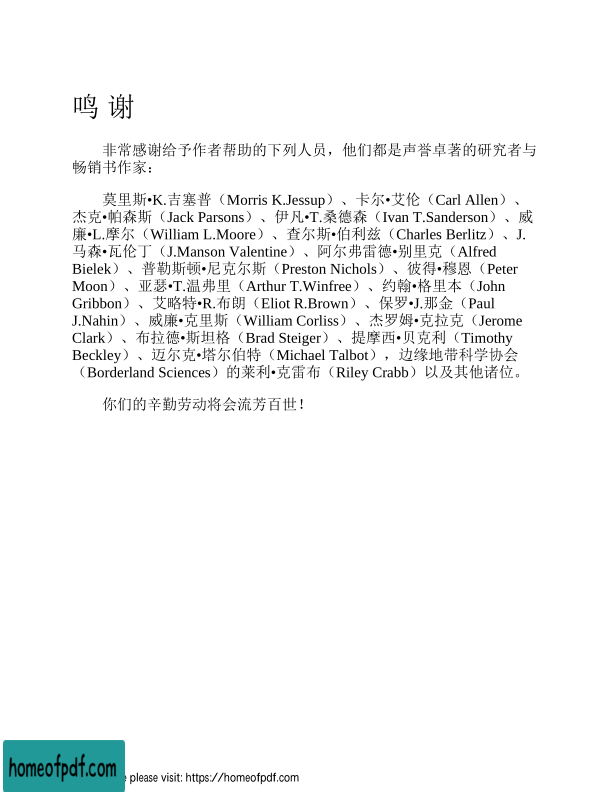 鸣 谢
非常感谢给予作者帮助的下列人员，他们都是声誉卓著的研究者与
畅销书作家：
莫里斯•K.吉塞普（Morris K.Jessup）、卡尔•艾伦（Carl Allen）、
杰克•帕森斯（Jack Parsons）、伊凡•T.桑德森（Ivan T.Sanderson）、威
廉•L.摩尔（William L.Moore）、查尔斯•伯利兹（Charles Berlitz）、J.
马森•瓦伦丁（J.Manson Valentine）、阿尔弗雷德•别里克（Alfred
Bielek）、普勒斯顿•尼克尔斯（Preston Nichols）、彼得•穆恩（Peter
Moon）、亚瑟•T.温弗里（Arthur T.Winfree）、约翰•格里本（John
Gribbon）、艾略特•R.布朗（Eliot R.Brown）、保罗•J.那金（Paul
J.Nahin）、威廉•克里斯（William Corliss）、杰罗姆•克拉克（Jerome
Clark）、布拉德•斯坦格（Brad Steiger）、提摩西•贝克利（Timothy
Beckley）、迈尔克•塔尔伯特（Michael Talbot），边缘地带科学协会
（Borderland Sciences）的莱利•克雷布（Riley Crabb）以及其他诸位。
你们的辛勤劳动将会流芳百世！
homeofpdf.com
please visit: https://homeofpdf.com